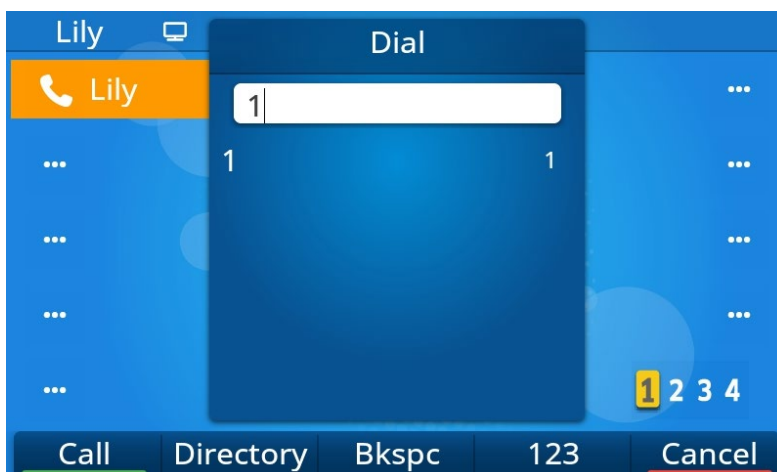 Lily
Dial
Lily
...
1
... 1 1 ...
... ...
... ...
... 1 2 3 4
Call Directory Bkspc 123 Cancel